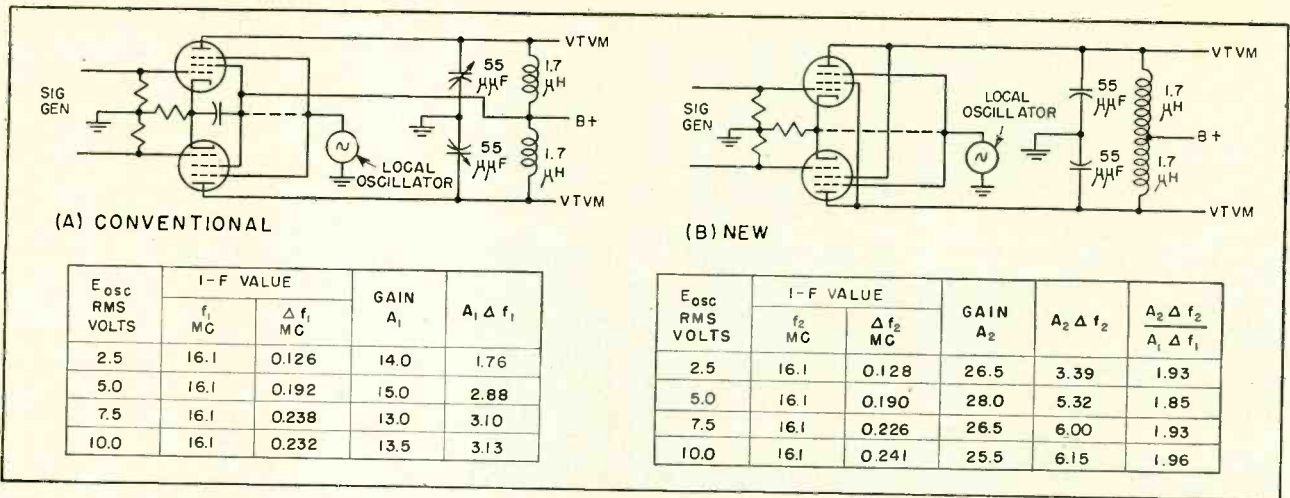 VTVM
55
μμF
1.7
μH
SIG
GEN
B+
55
μμF
1.7
μH
LOCAL
OSCILLATOR
VTVM
(A) CONVENTIONAL
VTVM
55
μμF
1.7
μH
SIG
GEN
LOCAL
OSCILLATOR
B+
55
μμF
1.7
μH
VTVM
(B) NEW
E osc RMS VOLTS | I-F VALUE | GAIN A₁ | A₁ Δ f₁
f₁ MC | Δ f₁ MC
2.5 16.1 0.126 14.0 1.76
5.0 16.1 0.192 15.0 2.88
7.5 16.1 0.238 13.0 3.10
10.0 16.1 0.232 13.5 3.13
E osc RMS VOLTS | I-F VALUE | GAIN A₂ | A₂ Δ f₂ | A₂ Δ f₂ / A₁ Δ f₁
f₂ MC | Δ f₂ MC
2.5 16.1 0.128 26.5 3.39 1.93
5.0 16.1 0.190 28.0 5.32 1.85
7.5 16.1 0.226 26.5 6.00 1.93
10.0 16.1 0.241 25.5 6.15 1.96